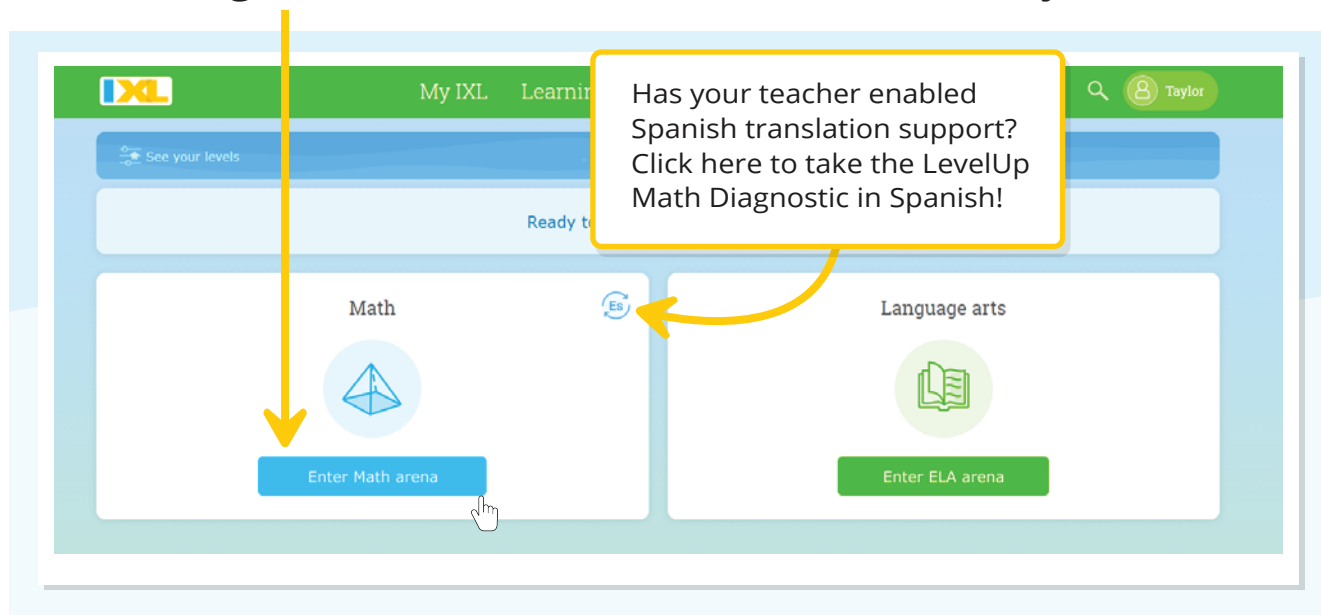 IXL
My IXL
Taylor
Has your teacher enabled
Spanish translation support?
Click here to take the LevelUp
Math Diagnostic in Spanish!
See your levels
Ready
Math
Es
Language arts
Enter Math arena
Enter ELA arena